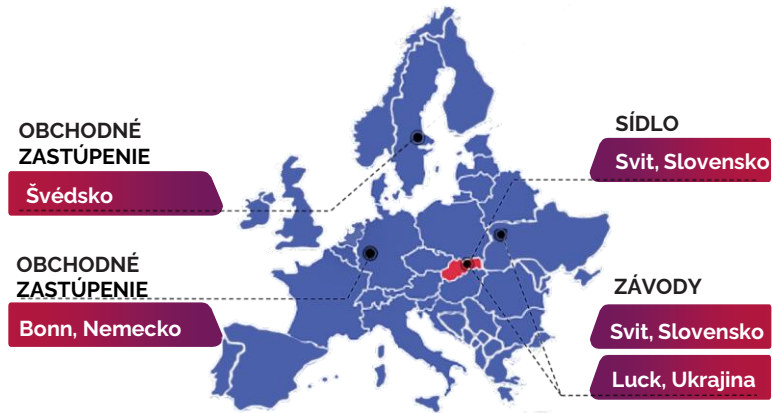 OBCHODNÉ
ZASTÚPENIE
Švédsko
OBCHODNÉ
ZASTÚPENIE
Bonn, Nemecko
SÍDLO
Svit, Slovensko
ZÁVODY
Svit, Slovensko
Luck, Ukrajina